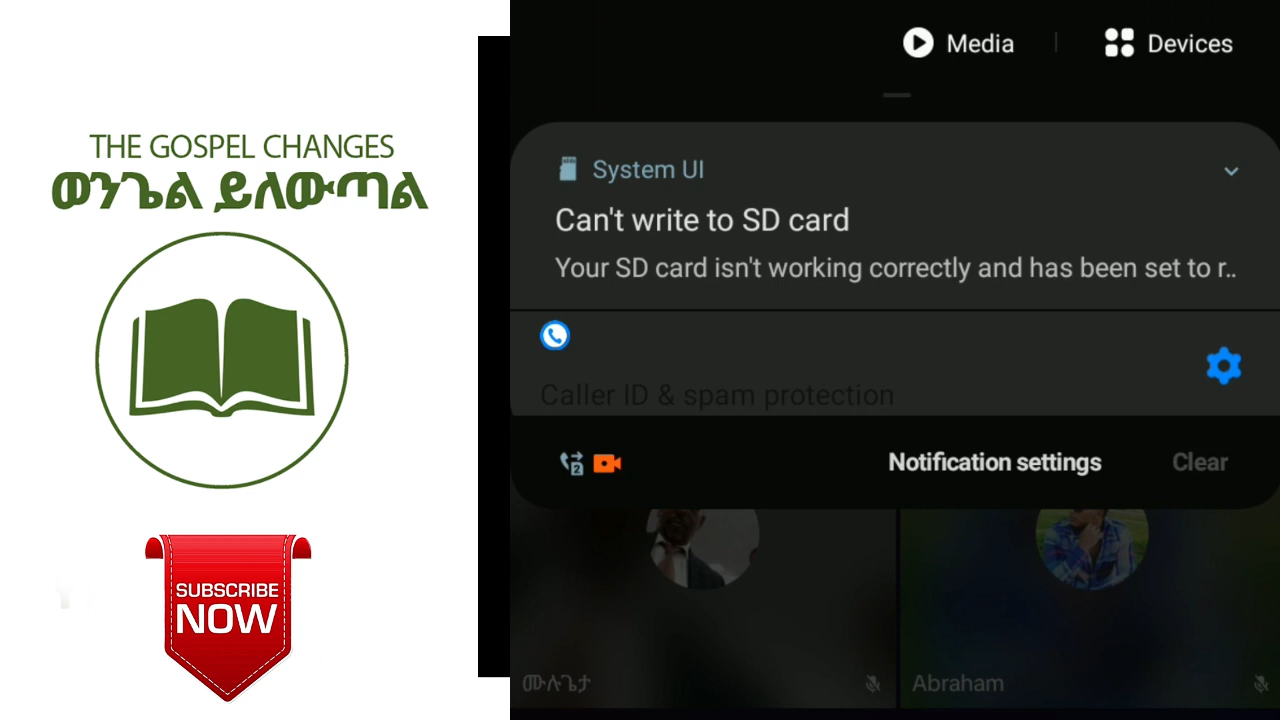 THE GOSPEL CHANGES
ወንጌል ይለውጣል
SUBSCRIBE
NOW
Media
Devices
System UI
Can't write to SD card
Your SD card isn't working correctly and has been set to r..
Caller ID & spam protection
2
Notification settings
Clear
ሙሉጌታ
Abraham